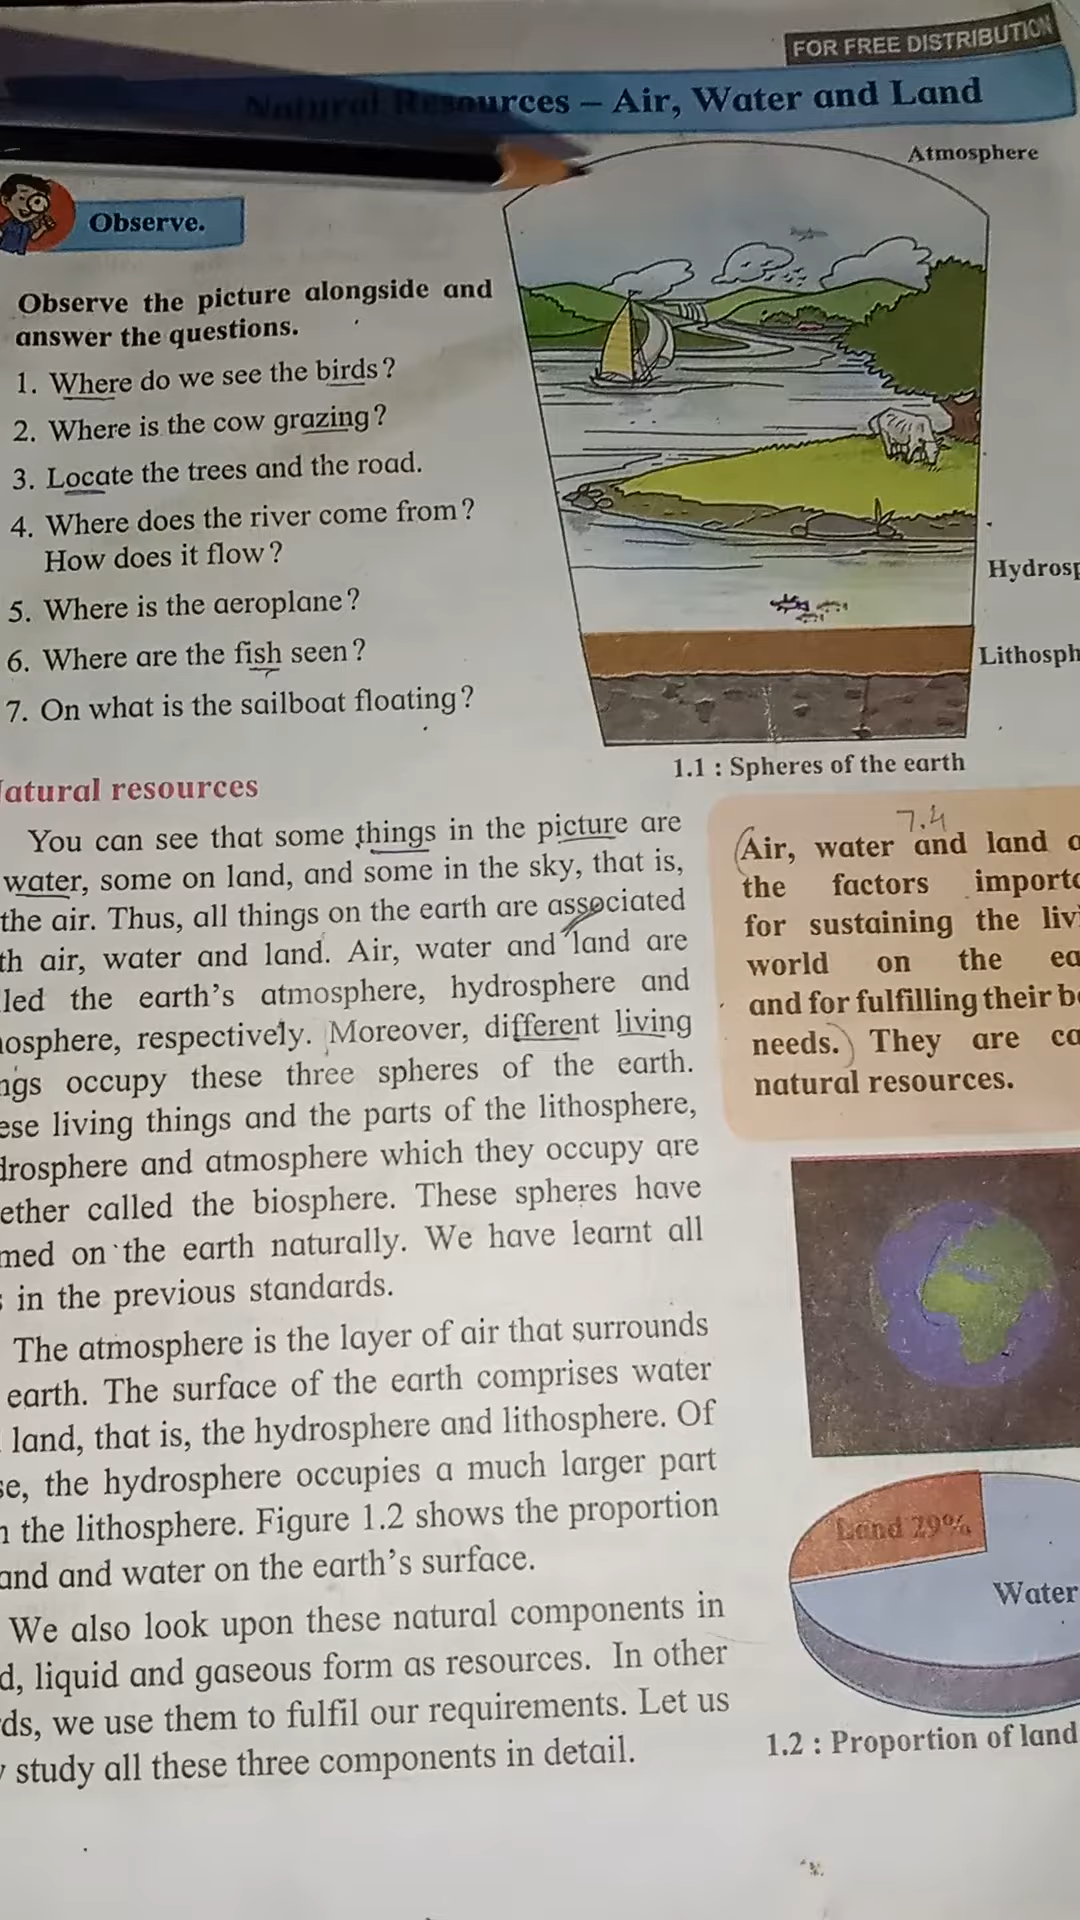 FOR FREE DISTRIBUTION
Natural Resources – Air, Water and Land
Observe.
Observe the picture alongside and
answer the questions.
1. Where do we see the birds?
2. Where is the cow grazing?
3. Locate the trees and the road.
4. Where does the river come from?
How does it flow?
5. Where is the aeroplane?
6. Where are the fish seen?
7. On what is the sailboat floating?
Atmosphere
Hydrosp
Lithosph
1.1 : Spheres of the earth
atural resources
You can see that some things in the picture are
water, some on land, and some in the sky, that is,
the air. Thus, all things on the earth are associated
th air, water and land. Air, water and land are
led the earth's atmosphere, hydrosphere and
osphere, respectively. Moreover, different living
ngs occupy these three spheres of the earth.
ese living things and the parts of the lithosphere,
drosphere and atmosphere which they occupy are
ether called the biosphere. These spheres have
med on the earth naturally. We have learnt all
s in the previous standards.
The atmosphere is the layer of air that surrounds
earth. The surface of the earth comprises water
land, that is, the hydrosphere and lithosphere. Of
se, the hydrosphere occupies a much larger part
n the lithosphere. Figure 1.2 shows the proportion
and and water on the earth's surface.
We also look upon these natural components in
d, liquid and gaseous form as resources. In other
ds, we use them to fulfil our requirements. Let us
study all these three components in detail.
7.4
Air, water and land a
the factors importa
for sustaining the livi
world on the ea
and for fulfilling their b
needs. They are ca
natural resources.
Land 29%
Water
1.2 : Proportion of land